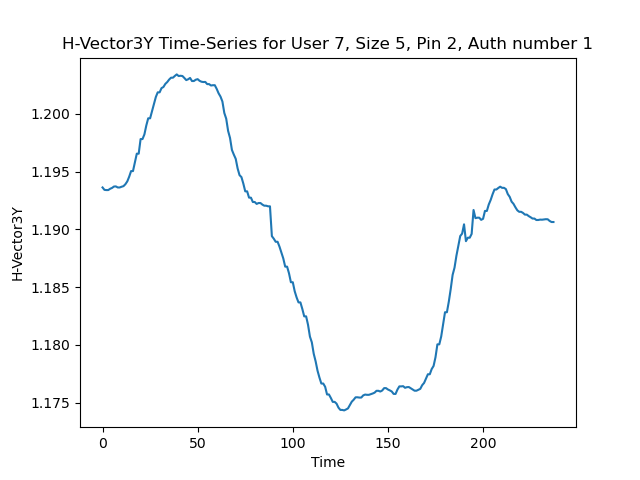 H-Vector3Y Time-Series for User 7, Size 5, Pin 2, Auth number 1
H-Vector3Y
1.200
1.195
1.190
1.185
1.180
1.175
0 50 100 150 200
Time